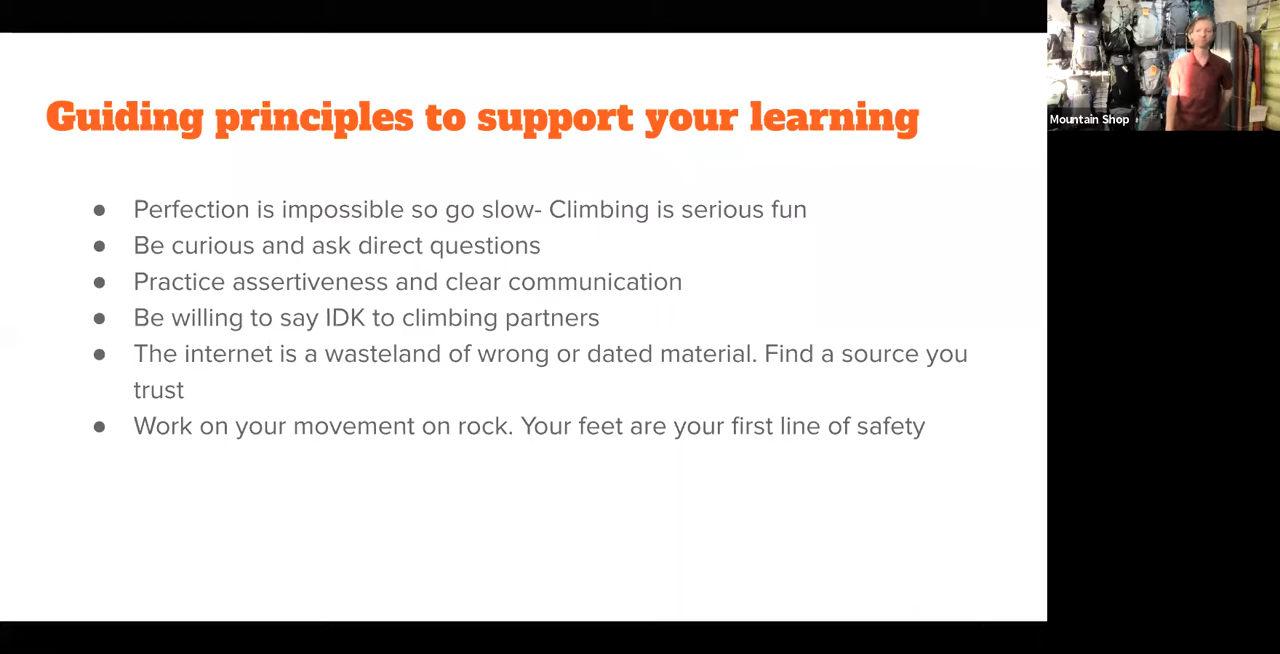 Guiding principles to support your learning
● Perfection is impossible so go slow- Climbing is serious fun
● Be curious and ask direct questions
● Practice assertiveness and clear communication
● Be willing to say IDK to climbing partners
● The internet is a wasteland of wrong or dated material. Find a source you
trust
● Work on your movement on rock. Your feet are your first line of safety
Mountain Shop